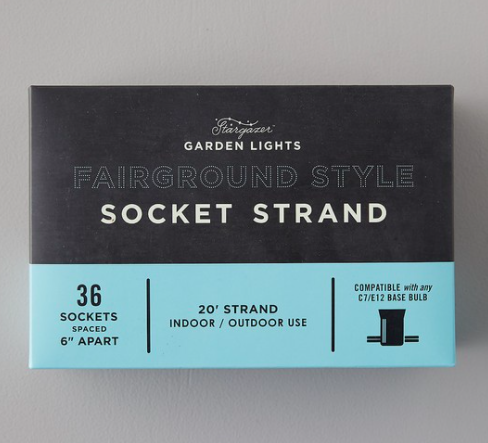 Stargazer™
GARDEN LIGHTS
FAIRGROUND STYLE
SOCKET STRAND
36
SOCKETS
SPACED
6" APART
20' STRAND
INDOOR / OUTDOOR USE
COMPATIBLE with any
C7/E12 BASE BULB